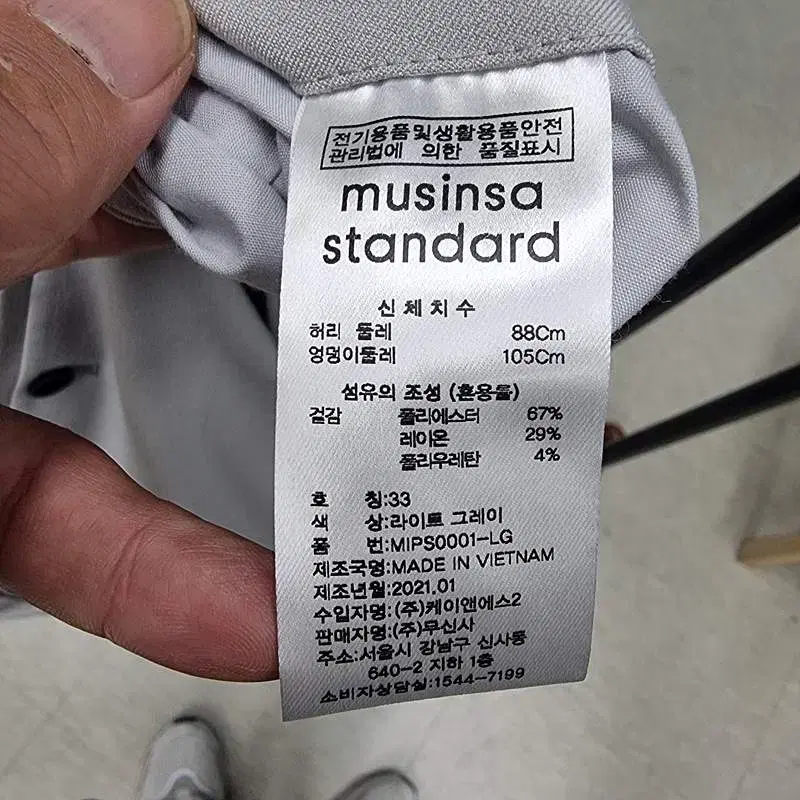 전기용품및생활용품안전
관리법에 의한 품질표시
musinsa
standard
신체치수
허리 둘레 88Cm
엉덩이둘레 105Cm
섬유의 조성 (혼용률)
겉감 폴리에스터 67%
레이온 29%
폴리우레탄 4%
호 칭:33
색 상:라이트 그레이
품 번:MIPS0001-LG
제조국명:MADE IN VIETNAM
제조년월:2021.01
수입자명:(주)케이앤에스2
판매자명:(주)무신사
주소:서울시 강남구 신사동
640-2 지하 1층
소비자상담실:1544-7199